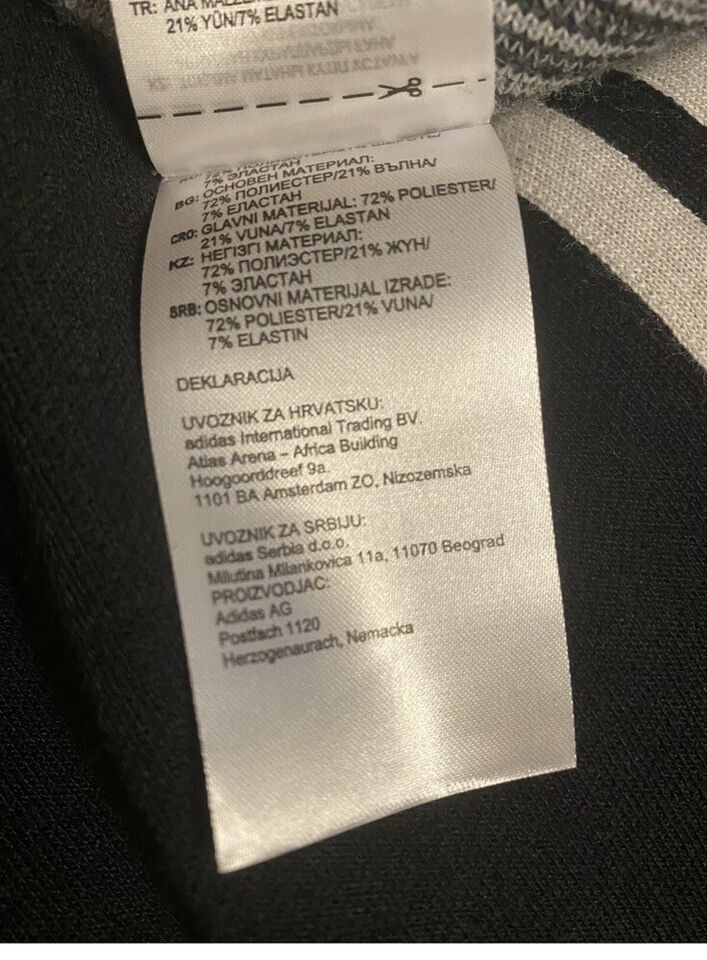 TR: ANA
21% YÜN/7% ELASTAN
7% ЭЛАСТАН
BG: ОСНОВЕН МАТЕРИАЛ:
72% ПОЛИЕСТЕР/21% ВЪЛНА/
7% ЕЛАСТАН
CRO: GLAVNI MATERIJAL: 72% POLIESTER/
21% VUNA/7% ELASTAN
KZ: НЕГІЗГІ МАТЕРИАЛ:
72% ПОЛИЭСТЕР/21% ЖҮН/
7% ЭЛАСТАН
SRB: OSNOVNI MATERIJAL IZRADE:
72% POLIESTER/21% VUNA/
7% ELASTIN
DEKLARACIJA
UVOZNIK ZA HRVATSKU:
adidas International Trading BV.
Atlas Arena – Africa Building
Hoogoorddreef 9a.
1101 BA Amsterdam ZO, Nizozemska
UVOZNIK ZA SRBIJU:
adidas Serbia d.o.o.
Milutina Milankovica 11a, 11070 Beograd
PROIZVODJAC:
Adidas AG
Postfach 1120
Herzogenaurach, Nemacka